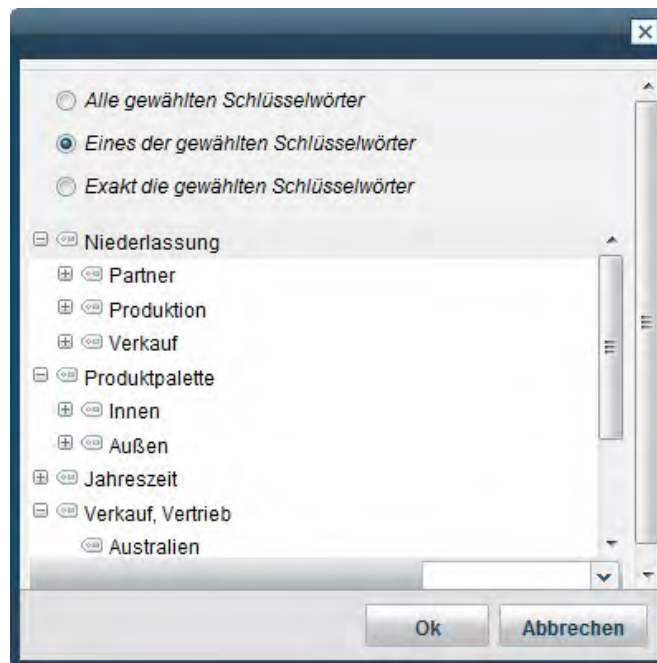 Alle gewählten Schlüsselwörter
Eines der gewählten Schlüsselwörter
Exakt die gewählten Schlüsselwörter
Niederlassung
Partner
Produktion
Verkauf
Produktpalette
Innen
Außen
Jahreszeit
Verkauf, Vertrieb
Australien
Ok Abbrechen